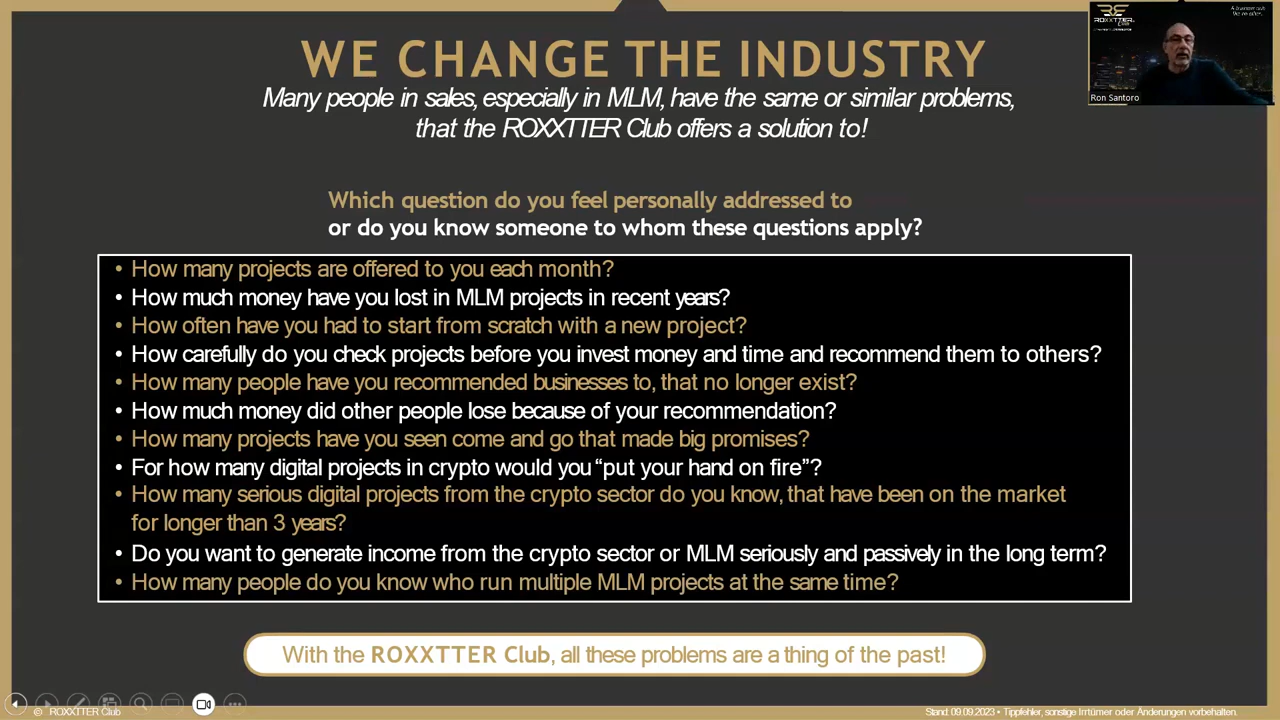 WE CHANGE THE INDUSTRY
Many people in sales, especially in MLM, have the same or similar problems,
that the ROXXTTER Club offers a solution to!
ROXXTTER
Club
Ron Santoro
Which question do you feel personally addressed to
or do you know someone to whom these questions apply?
• How many projects are offered to you each month?
• How much money have you lost in MLM projects in recent years?
• How often have you had to start from scratch with a new project?
• How carefully do you check projects before you invest money and time and recommend them to others?
• How many people have you recommended businesses to, that no longer exist?
• How much money did other people lose because of your recommendation?
• How many projects have you seen come and go that made big promises?
• For how many digital projects in crypto would you “put your hand on fire”?
• How many serious digital projects from the crypto sector do you know, that have been on the market
for longer than 3 years?
• Do you want to generate income from the crypto sector or MLM seriously and passively in the long term?
• How many people do you know who run multiple MLM projects at the same time?
With the ROXXTTER Club, all these problems are a thing of the past!
© ROXXTTER Club
Stand: 09.09.2023 • Tippfehler, sonstige Irrtümer oder Änderungen vorbehalten.